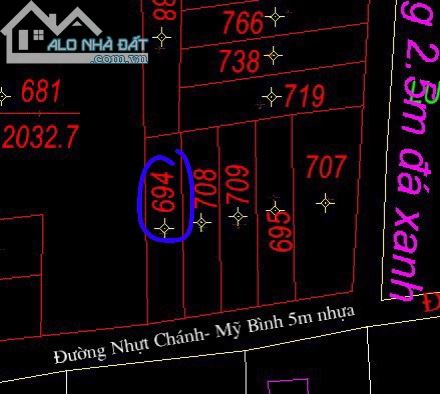 ALO NHÀ ĐẤT
.com.vn
88
766
738
719
681
2032.7
694
708
709
695
707
g 2.5m đá xanh
Đ
Đường Nhựt Chánh- Mỹ Bình 5m nhựa